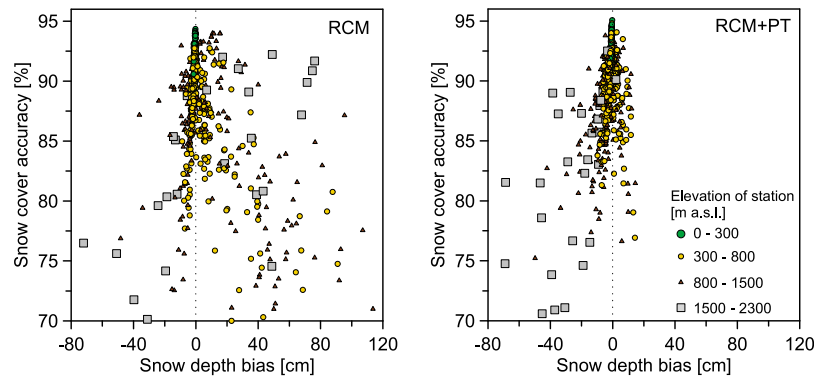 RCM
RCM+PT
95
90
85
80
75
70
Snow cover accuracy [%]
-80 -40 0 40 80 120
Snow depth bias [cm]
95
90
85
80
75
70
Snow cover accuracy [%]
Elevation of station
[m a.s.l.]
0 - 300
300 - 800
800 - 1500
1500 - 2300
-80 -40 0 40 80 120
Snow depth bias [cm]